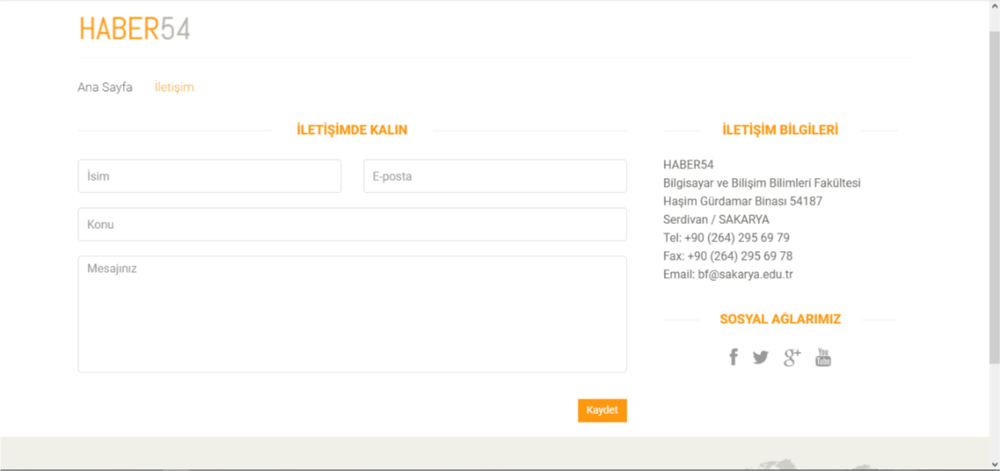 HABER54
Ana Sayfa İletişim
İLETİŞİMDE KALIN
İsim
E-posta
Konu
Mesajınız
Kaydet
İLETİŞİM BİLGİLERİ
HABER54
Bilgisayar ve Bilişim Bilimleri Fakültesi
Haşim Gürdamar Binası 54187
Serdivan / SAKARYA
Tel: +90 (264) 295 69 79
Fax: +90 (264) 295 69 78
Email: bf@sakarya.edu.tr
SOSYAL AĞLARIMIZ
f g+ You Tube